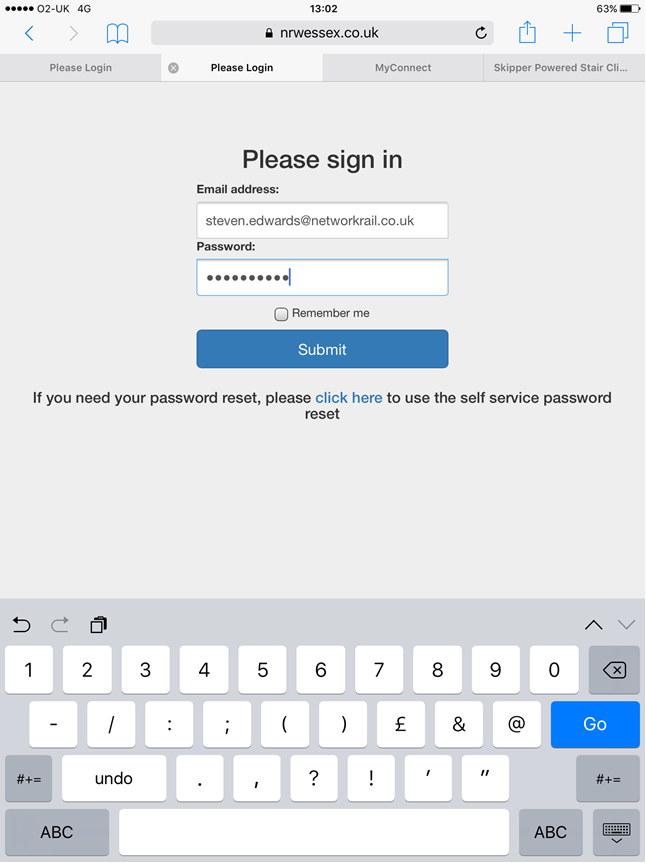 O2-UK 4G 13:02 63%
nrwessex.co.uk
Please Login Please Login MyConnect Skipper Powered Stair Cli...
Please sign in
Email address:
steven.edwards@networkrail.co.uk
Password:
••••••••••
Remember me
Submit
If you need your password reset, please click here to use the self service password
reset
1 2 3 4 5 6 7 8 9 0
- / : ; ( ) £ & @ Go
#+= undo . , ? ! ' " #+=
ABC ABC